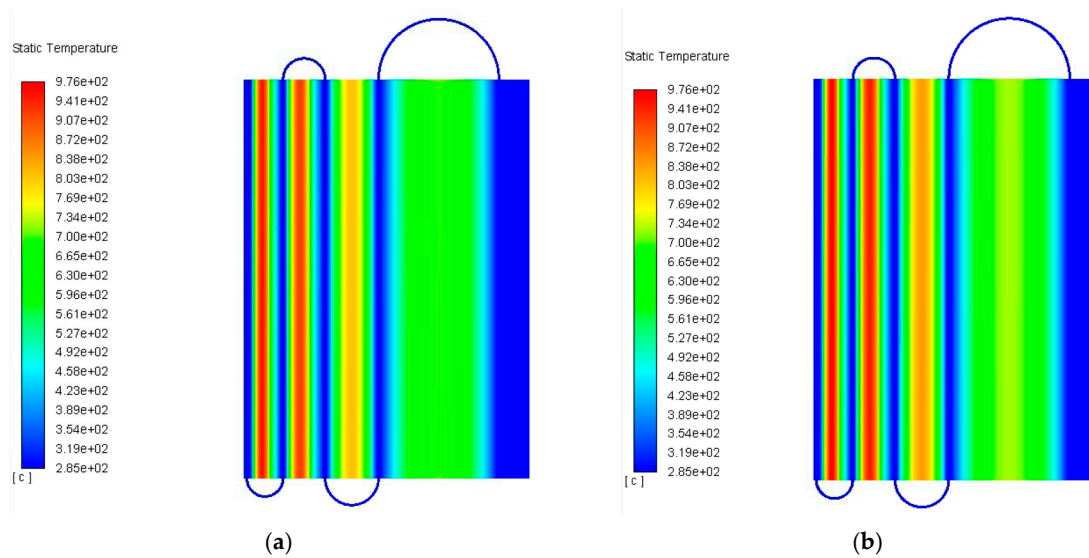 Static Temperature
9.76e+02
9.41e+02
9.07e+02
8.72e+02
8.38e+02
8.03e+02
7.69e+02
7.34e+02
7.00e+02
6.65e+02
6.30e+02
5.96e+02
5.61e+02
5.27e+02
4.92e+02
4.58e+02
4.23e+02
3.89e+02
3.54e+02
3.19e+02
2.85e+02
[ c ]
(a)
Static Temperature
9.76e+02
9.41e+02
9.07e+02
8.72e+02
8.38e+02
8.03e+02
7.69e+02
7.34e+02
7.00e+02
6.65e+02
6.30e+02
5.96e+02
5.61e+02
5.27e+02
4.92e+02
4.58e+02
4.23e+02
3.89e+02
3.54e+02
3.19e+02
2.85e+02
[ c ]
(b)